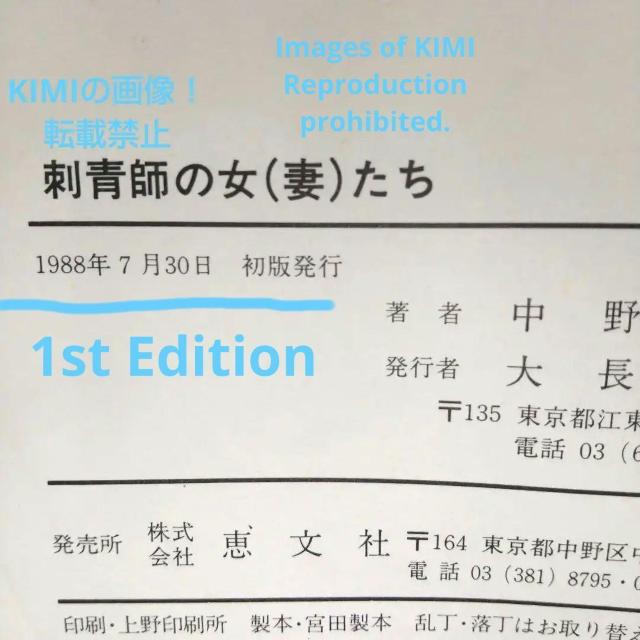 Images of KIMI
Reproduction
prohibited.
KIMIの画像！
転載禁止
刺青師の女(妻)たち
1988年7月30日 初版発行
1st Edition
著 者 中 野
発行者 大 長
〒135 東京都江東
電話 03 (6
発売所 株式会社 恵 文 社 〒164 東京都中野区中
電話 03 (381) 8795・0
印刷・上野印刷所 製本・宮田製本 乱丁・落丁はお取り替